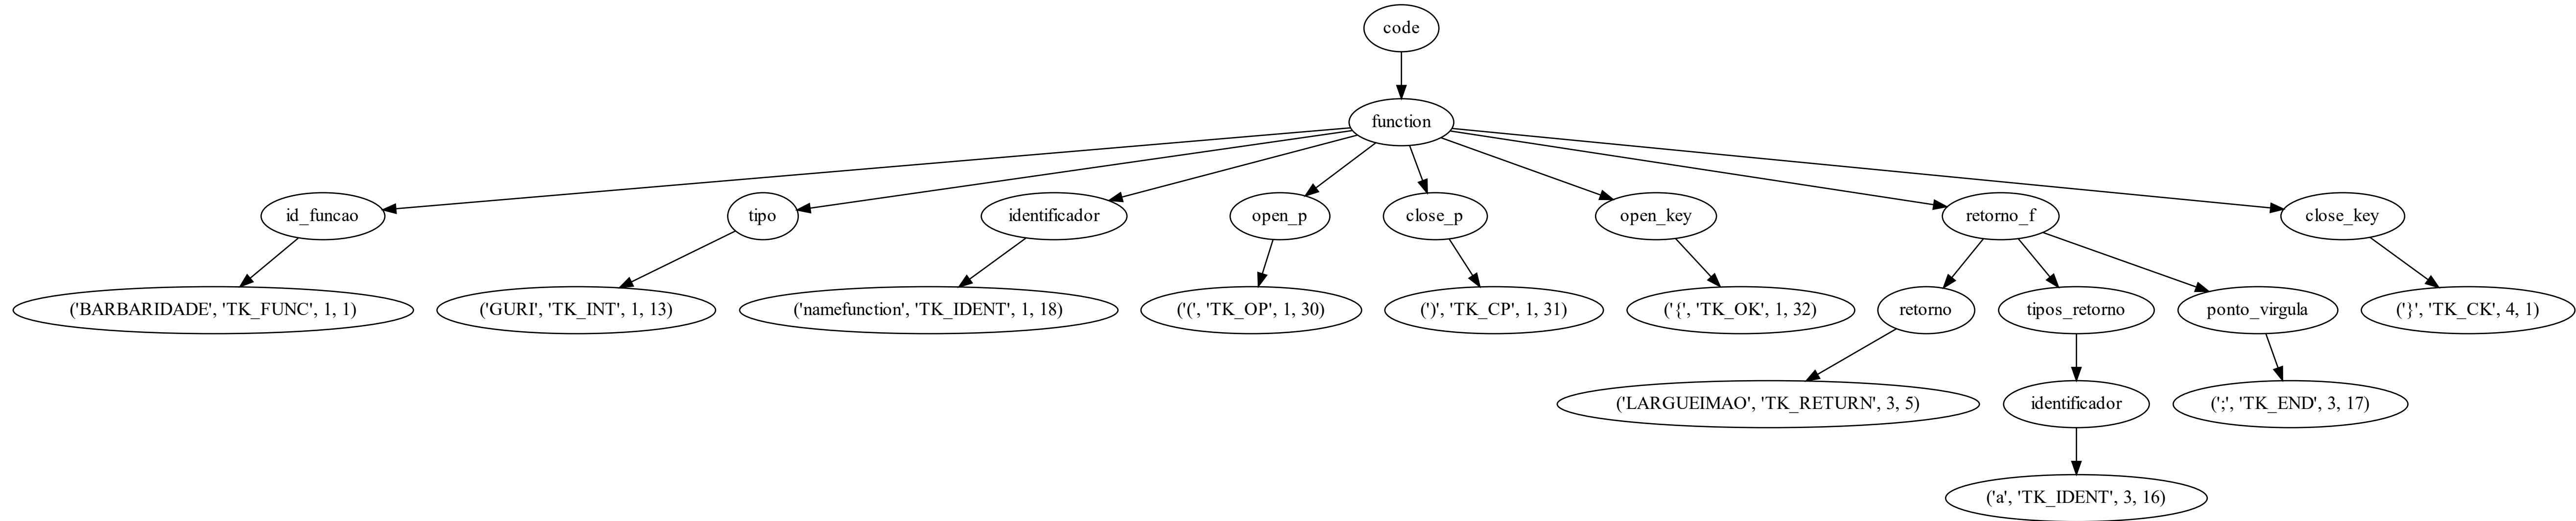 code
function
id_funcao
tipo
identificador
open_p
close_p
open_key
retorno_f
close_key
('BARBARIDADE', 'TK_FUNC', 1, 1)
('GURI', 'TK_INT', 1, 13)
('namefunction', 'TK_IDENT', 1, 18)
('(', 'TK_OP', 1, 30)
(')', 'TK_CP', 1, 31)
('{', 'TK_OK', 1, 32)
retorno
tipos_retorno
ponto_virgula
('}', 'TK_CK', 4, 1)
('LARGUEIMAO', 'TK_RETURN', 3, 5)
identificador
(';', 'TK_END', 3, 17)
('a', 'TK_IDENT', 3, 16)